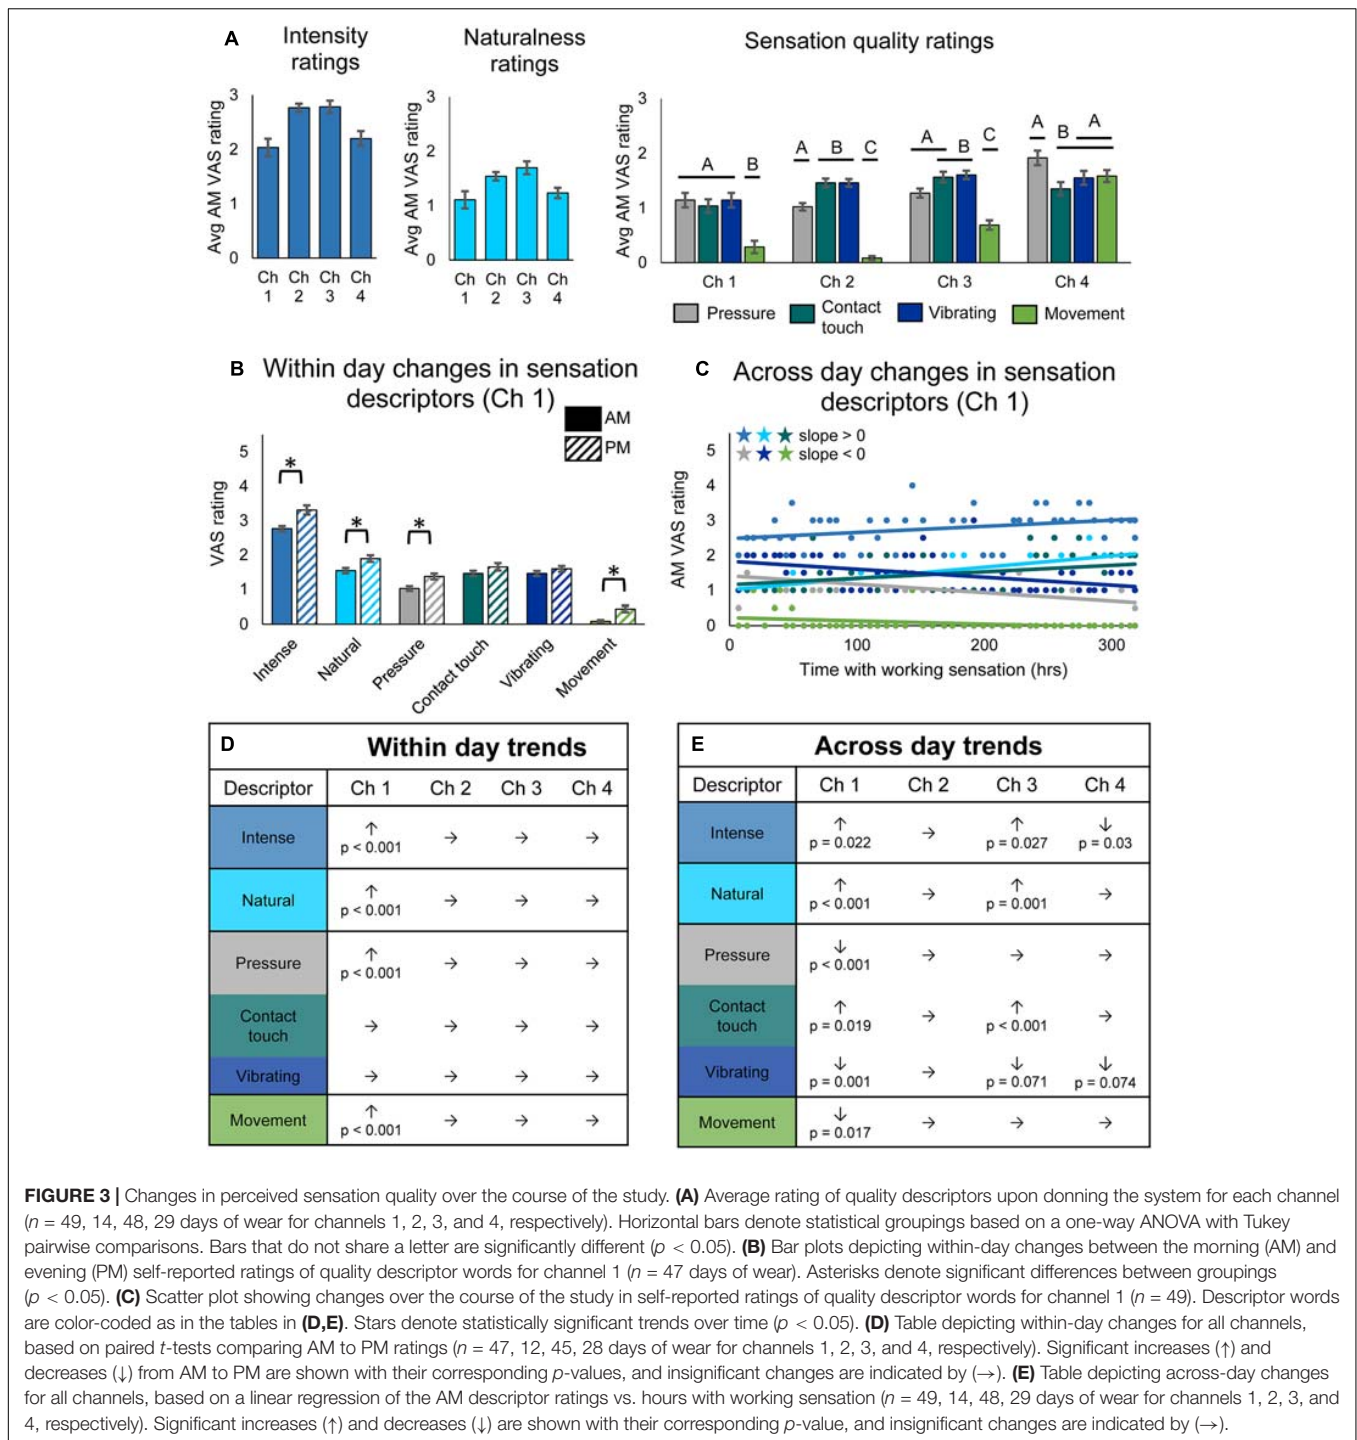 A
Intensity
ratings
Avg AM VAS rating
3
2
1
0
Ch
1
Ch
2
Ch
3
Ch
4
Naturalness
ratings
Avg AM VAS rating
3
2
1
0
Ch
1
Ch
2
Ch
3
Ch
4
Sensation quality ratings
Avg AM VAS rating
3
2
1
0
A B
A B C
A B C
A B A
Ch 1 Ch 2 Ch 3 Ch 4
Pressure Contact touch Vibrating Movement
B Within day changes in sensation
descriptors (Ch 1)
AM
PM
VAS rating
5
4
3
2
1
0
* * * *
Intense Natural Pressure Contact touch Vibrating Movement
C Across day changes in sensation
descriptors (Ch 1)
★ ★ ★ slope > 0
★ ★ ★ slope < 0
AM VAS rating
5
4
3
2
1
0
0 100 200 300
Time with working sensation (hrs)
D Within day trends
Descriptor Ch 1 Ch 2 Ch 3 Ch 4
Intense ↑ → → →
p < 0.001
Natural ↑ → → →
p < 0.001
Pressure ↑ → → →
p < 0.001
Contact
touch → → → →
Vibrating → → → →
Movement ↑ → → →
p < 0.001
E Across day trends
Descriptor Ch 1 Ch 2 Ch 3 Ch 4
Intense ↑ → ↑ ↓
p = 0.022 p = 0.027 p = 0.03
Natural ↑ → ↑ →
p < 0.001 p = 0.001
Pressure ↓ → → →
p < 0.001
Contact
touch ↑ → ↑ →
p = 0.019 p < 0.001
Vibrating ↓ → ↓ ↓
p = 0.001 p = 0.071 p = 0.074
Movement ↓ → → →
p = 0.017
FIGURE 3 | Changes in perceived sensation quality over the course of the study. (A) Average rating of quality descriptors upon donning the system for each channel
(n = 49, 14, 48, 29 days of wear for channels 1, 2, 3, and 4, respectively). Horizontal bars denote statistical groupings based on a one-way ANOVA with Tukey
pairwise comparisons. Bars that do not share a letter are significantly different (p < 0.05). (B) Bar plots depicting within-day changes between the morning (AM) and
evening (PM) self-reported ratings of quality descriptor words for channel 1 (n = 47 days of wear). Asterisks denote significant differences between groupings
(p < 0.05). (C) Scatter plot showing changes over the course of the study in self-reported ratings of quality descriptor words for channel 1 (n = 49). Descriptor words
are color-coded as in the tables in (D,E). Stars denote statistically significant trends over time (p < 0.05). (D) Table depicting within-day changes for all channels,
based on paired t-tests comparing AM to PM ratings (n = 47, 12, 45, 28 days of wear for channels 1, 2, 3, and 4, respectively). Significant increases (↑) and
decreases (↓) from AM to PM are shown with their corresponding p-values, and insignificant changes are indicated by (→). (E) Table depicting across-day changes
for all channels, based on a linear regression of the AM descriptor ratings vs. hours with working sensation (n = 49, 14, 48, 29 days of wear for channels 1, 2, 3, and
4, respectively). Significant increases (↑) and decreases (↓) are shown with their corresponding p-value, and insignificant changes are indicated by (→).